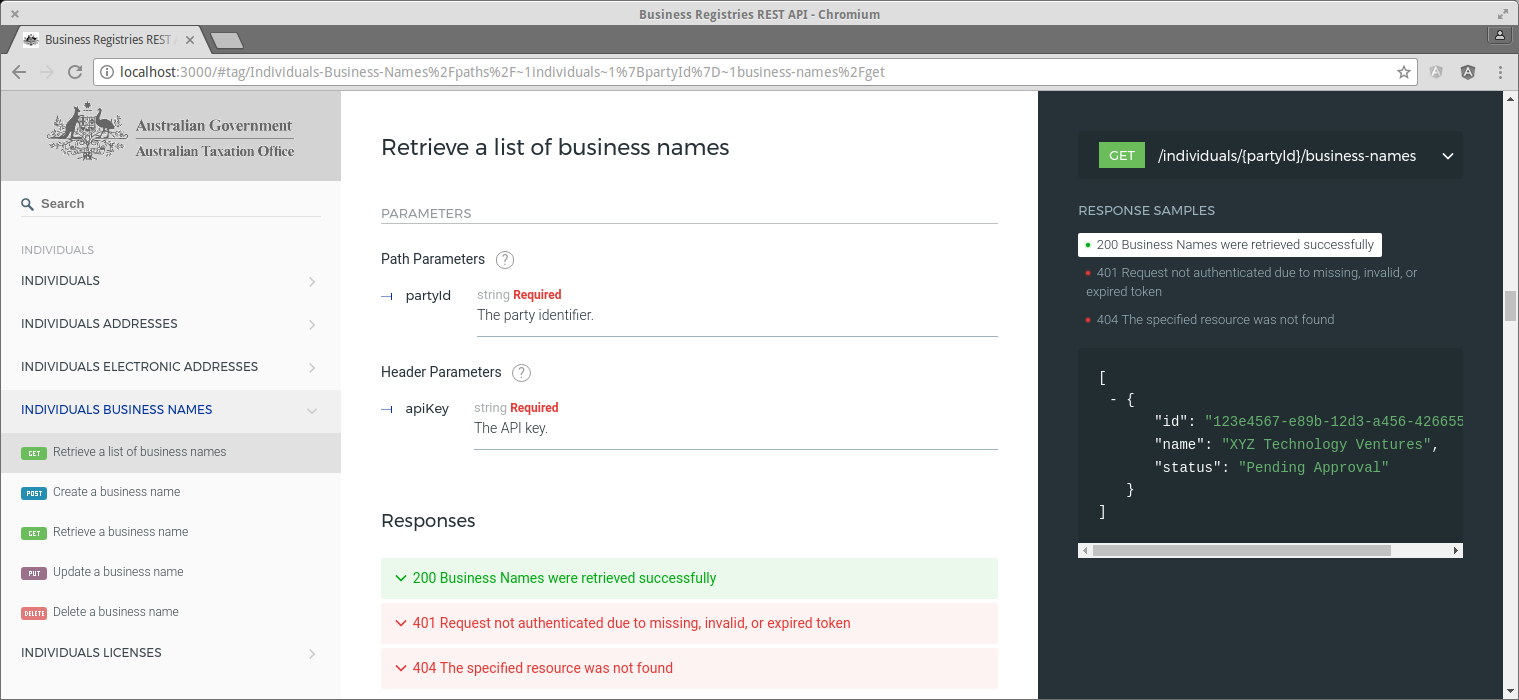 Business Registries REST API - Chromium
Business Registries REST A
localhost:3000/#tag/Individuals-Business-Names%2Fpaths%2F~1individuals~1%7BpartyId%7D~1business-names%2Fget
Australian Government
Australian Taxation Office
Search
INDIVIDUALS
INDIVIDUALS
INDIVIDUALS ADDRESSES
INDIVIDUALS ELECTRONIC ADDRESSES
INDIVIDUALS BUSINESS NAMES
GET Retrieve a list of business names
POST Create a business name
GET Retrieve a business name
PUT Update a business name
DELETE Delete a business name
INDIVIDUALS LICENSES
Retrieve a list of business names
PARAMETERS
Path Parameters ?
partyId string Required
The party identifier.
Header Parameters ?
apiKey string Required
The API key.
Responses
200 Business Names were retrieved successfully
401 Request not authenticated due to missing, invalid, or expired token
404 The specified resource was not found
GET /individuals/{partyId}/business-names
RESPONSE SAMPLES
200 Business Names were retrieved successfully
401 Request not authenticated due to missing, invalid, or
expired token
404 The specified resource was not found
[
- {
"id": "123e4567-e89b-12d3-a456-426655
"name": "XYZ Technology Ventures",
"status": "Pending Approval"
}
]